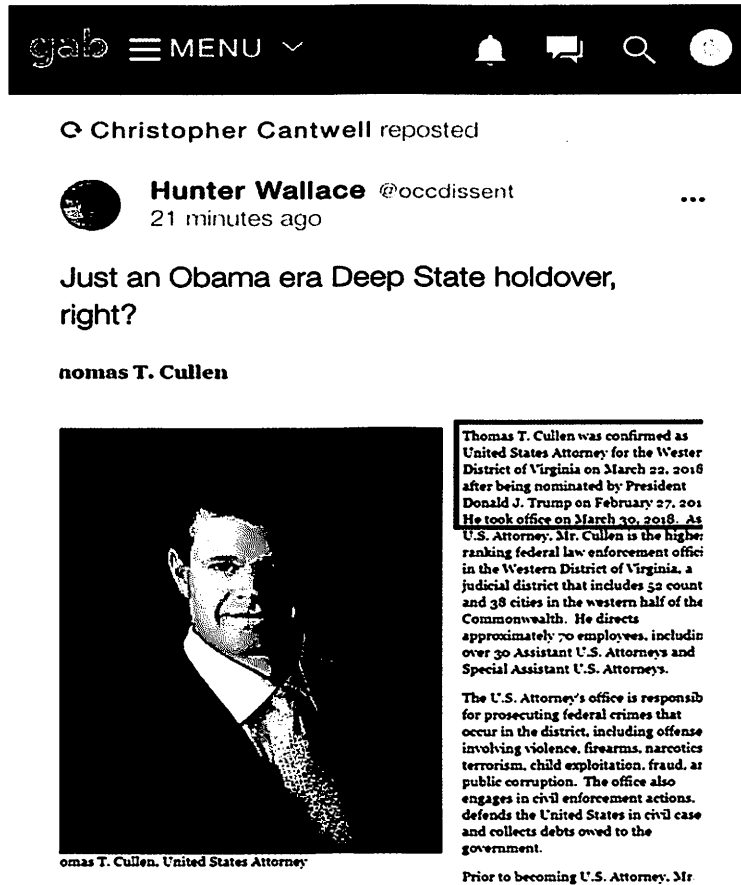 gab MENU
Christopher Cantwell reposted
Hunter Wallace @occdissent
21 minutes ago
...
Just an Obama era Deep State holdover,
right?
nomas T. Cullen
Thomas T. Cullen was confirmed as
United States Attorney for the Wester
District of Virginia on March 22, 2018
after being nominated by President
Donald J. Trump on February 27, 201
He took office on March 30, 2018. As
U.S. Attorney, Mr. Cullen is the highes
ranking federal law enforcement offici
in the Western District of Virginia, a
judicial district that includes 52 count
and 38 cities in the western half of the
Commonwealth. He directs
approximately 70 employees, includin
over 30 Assistant U.S. Attorneys and
Special Assistant U.S. Attorneys.
The U.S. Attorney's office is responsib
for prosecuting federal crimes that
occur in the district, including offense
involving violence, firearms, narcotics
terrorism, child exploitation, fraud, ar
public corruption. The office also
engages in civil enforcement actions,
defends the United States in civil case
and collects debts owed to the
government.
Prior to becoming U.S. Attorney, Mr
omas T. Cullen, United States Attorney